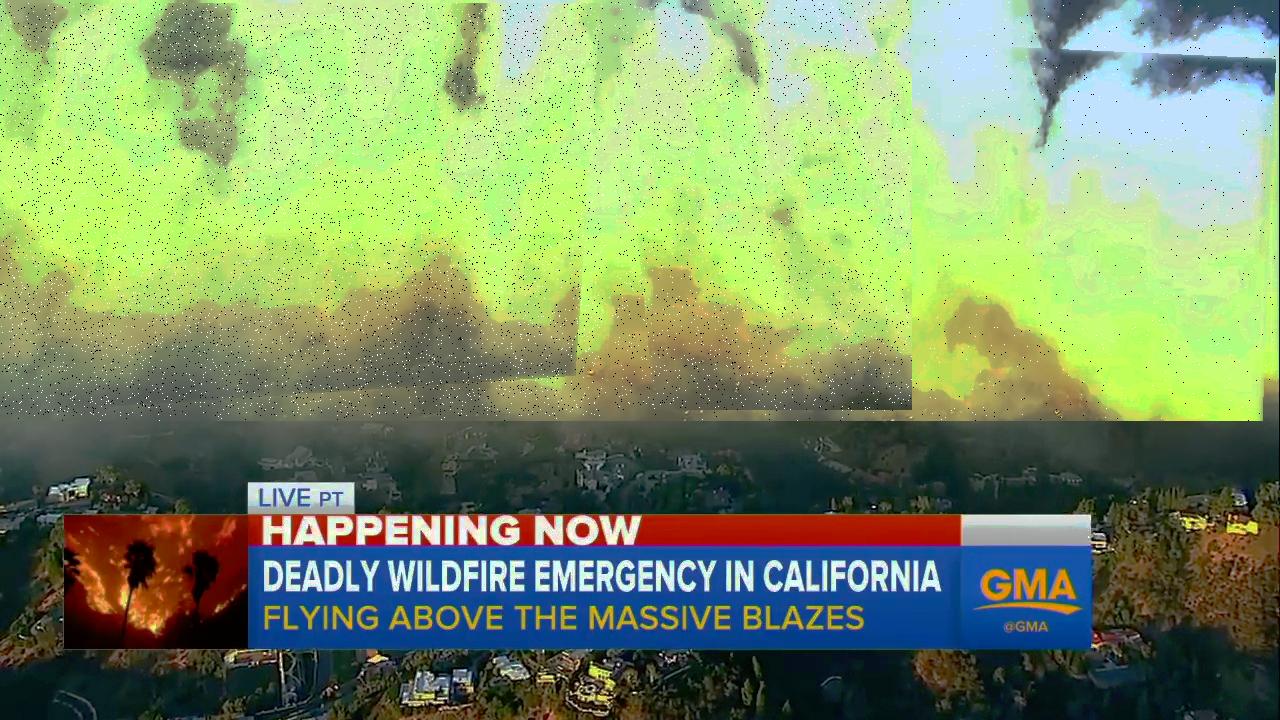 LIVE PT
HAPPENING NOW
DEADLY WILDFIRE EMERGENCY IN CALIFORNIA
FLYING ABOVE THE MASSIVE BLAZES
GMA
@GMA